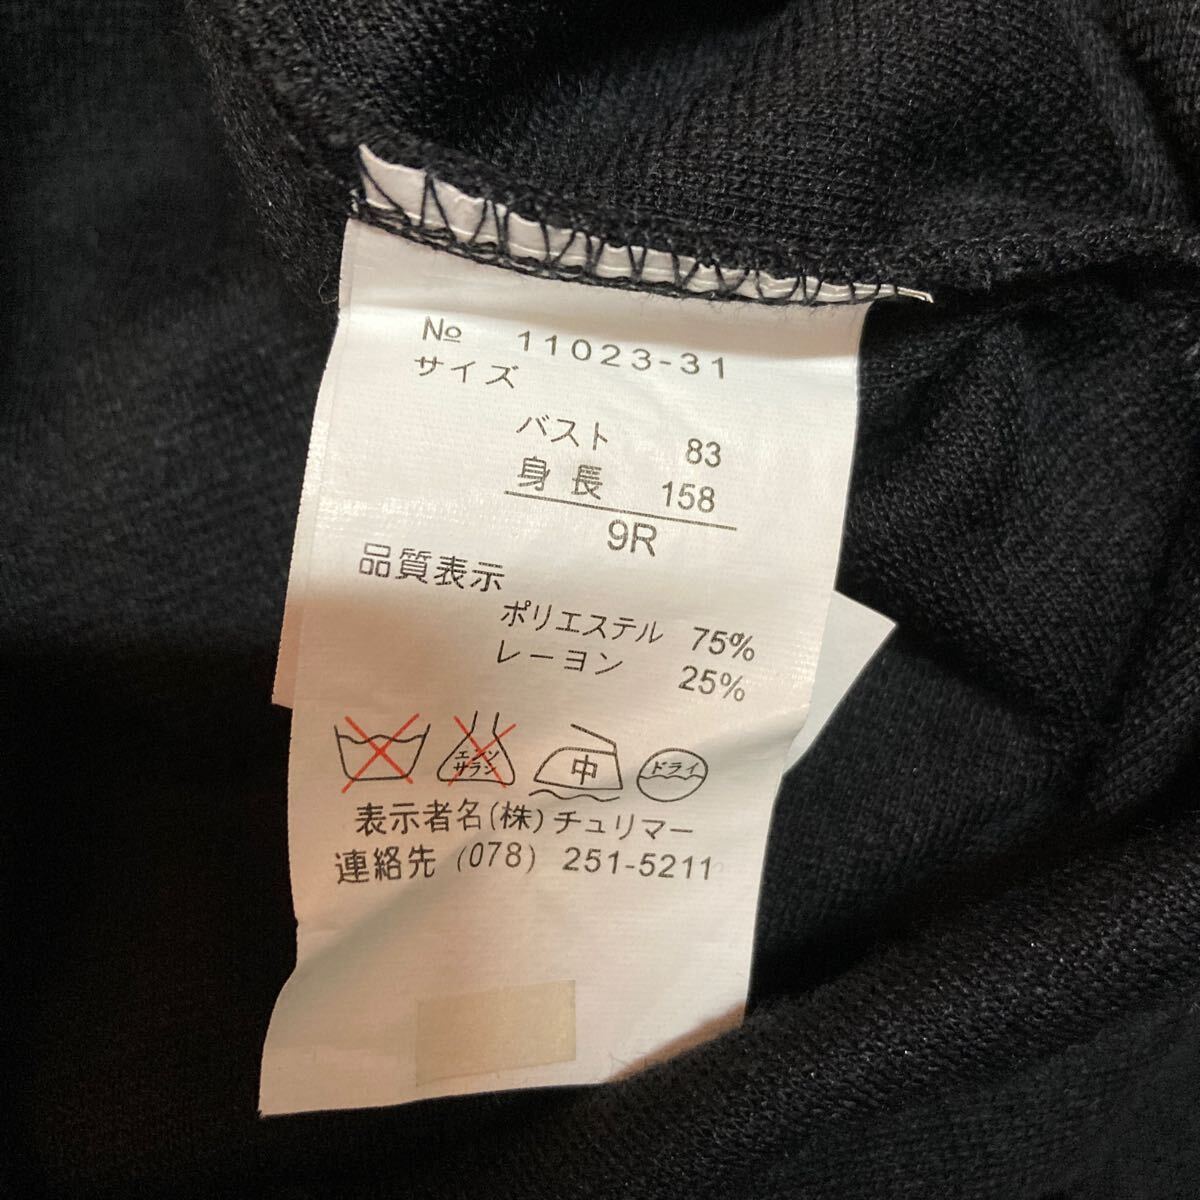 № 11023-31
サイズ
バスト 83
身長 158
9R
品質表示
ポリエステル 75%
レーヨン 25%
エンソ
サラシ
中
ドライ
表示者名(株)チュリマー
連絡先(078) 251-5211